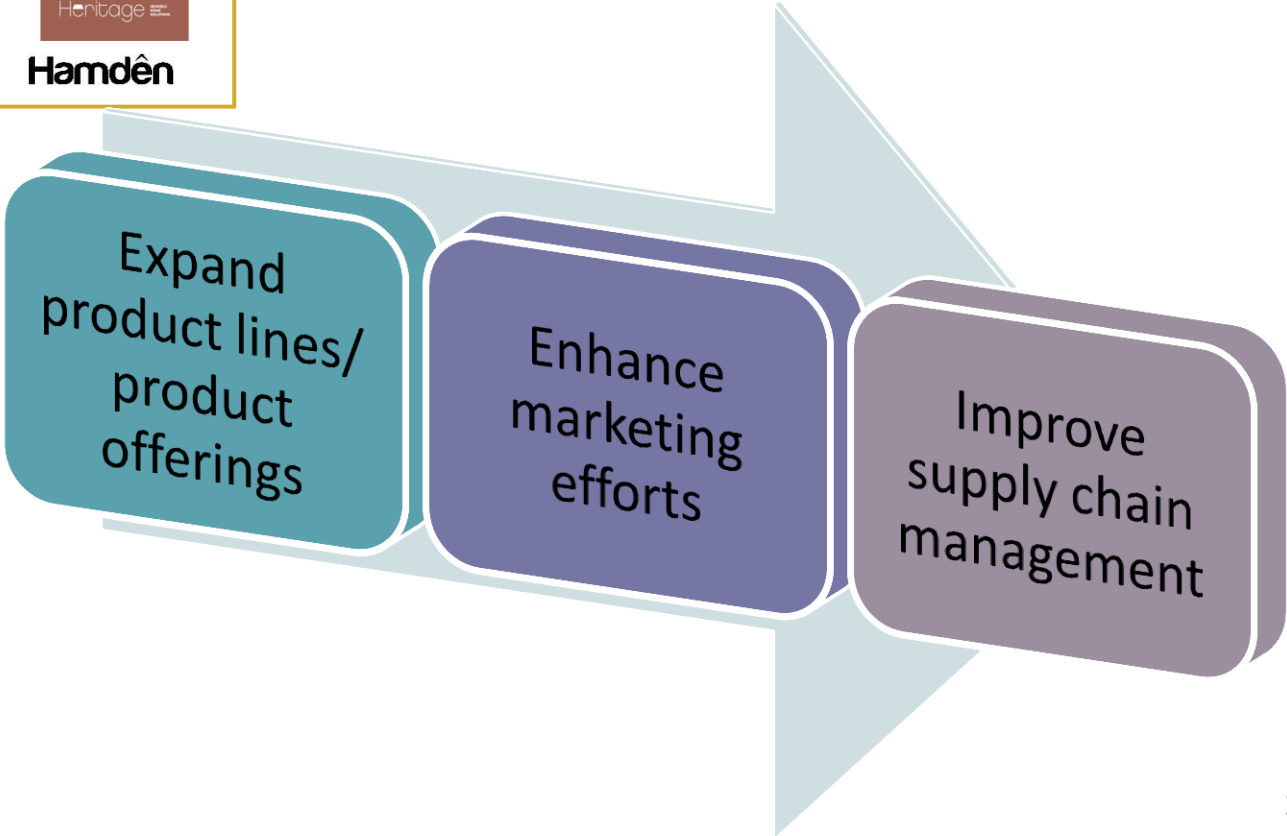 Heritage
Hamdên
Expand
product lines/
product
offerings
Enhance
marketing
efforts
Improve
supply chain
management